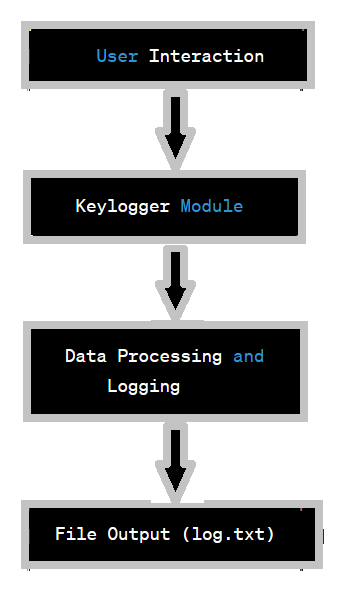 User Interaction
Keylogger Module
Data Processing and
Logging
File Output (log.txt)